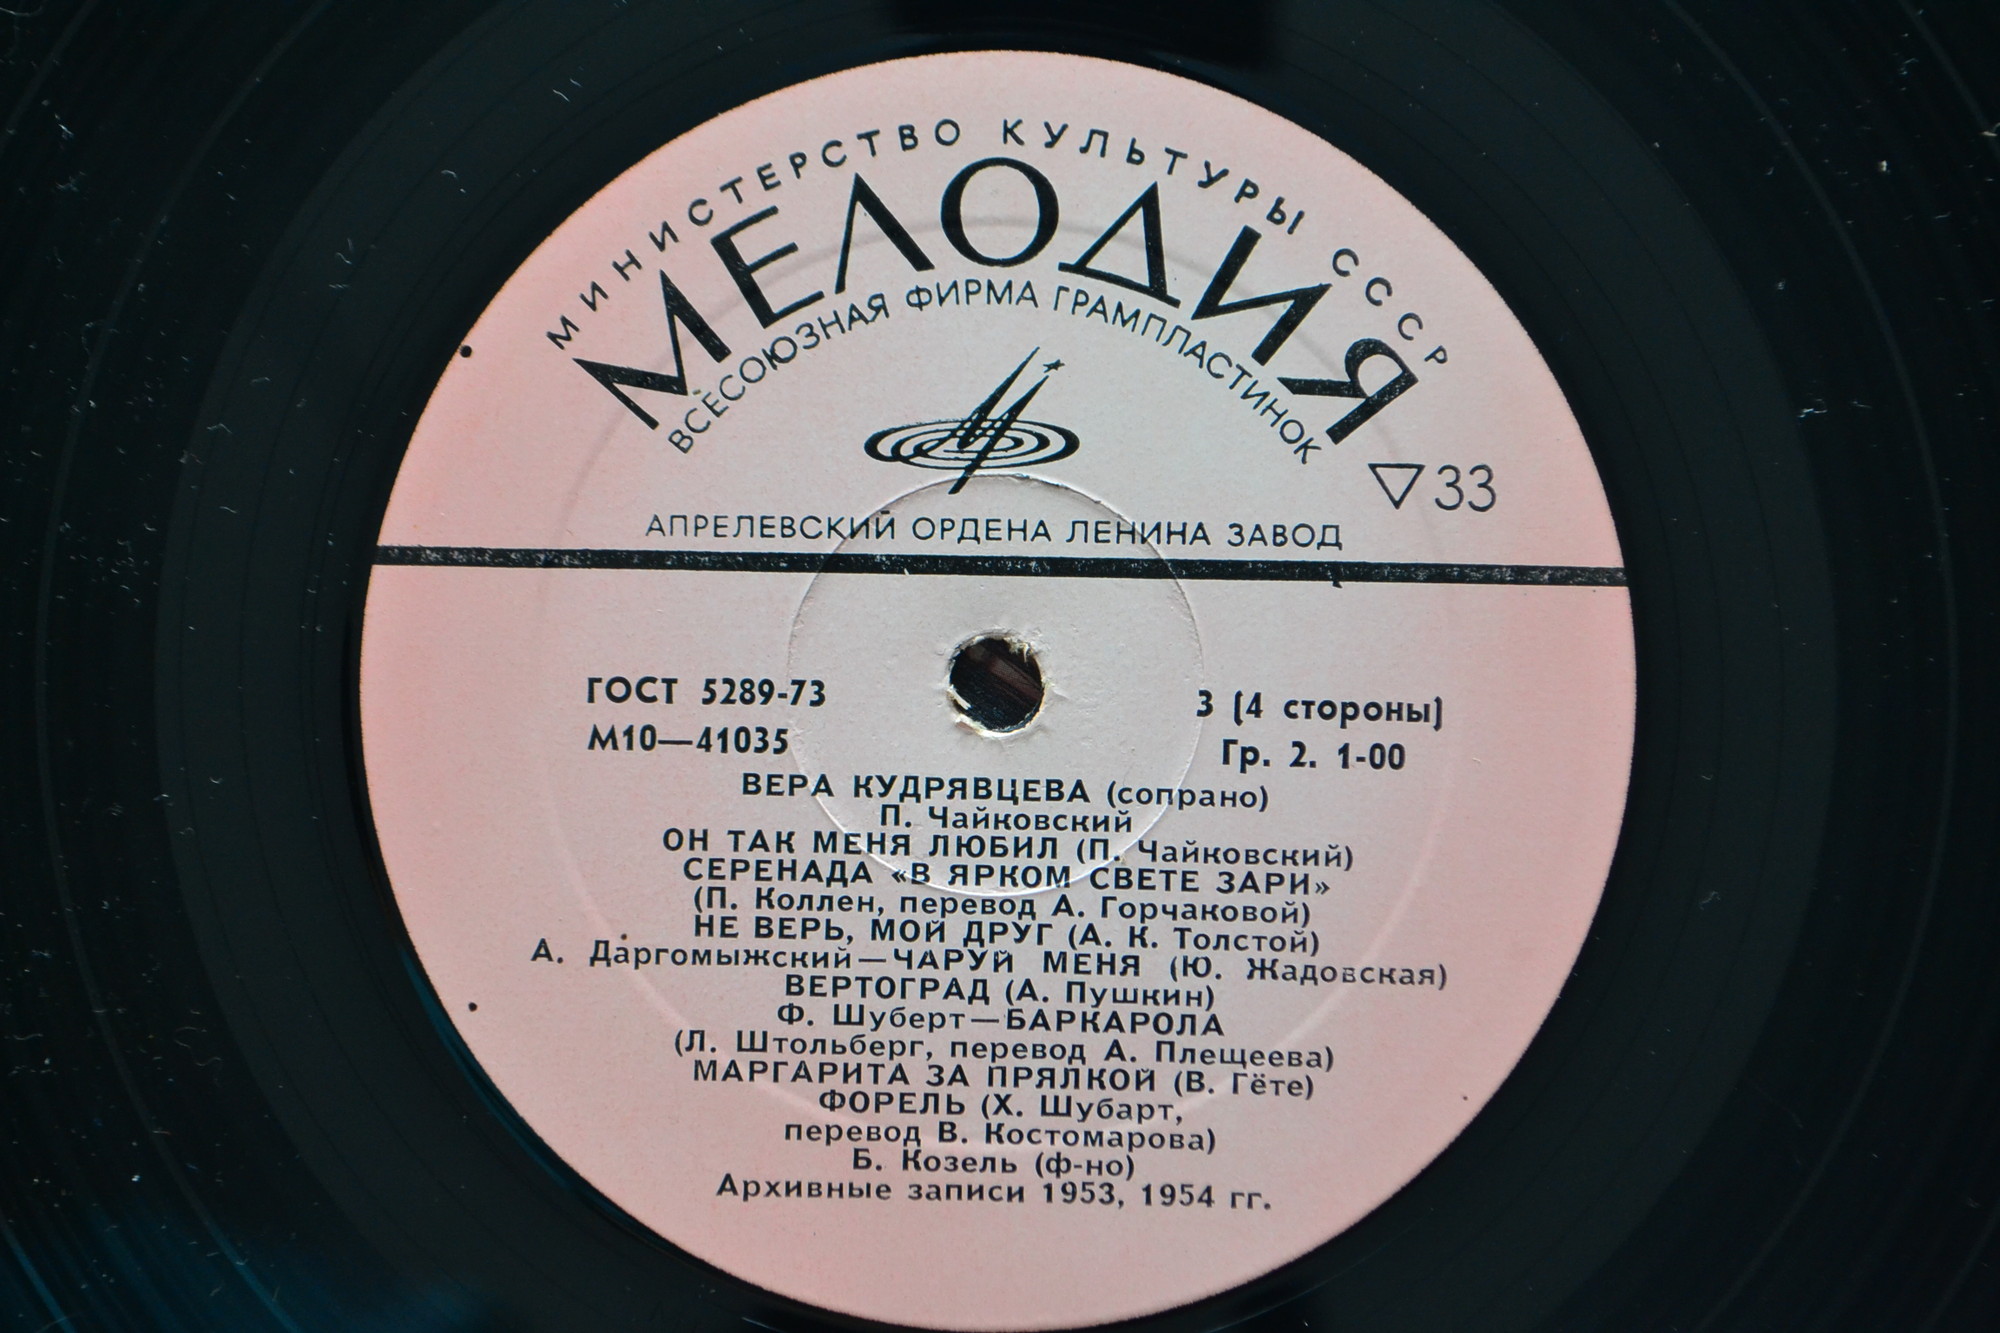 МИНИСТЕРСТВО КУЛЬТУРЫ СССР
МЕЛОДИЯ
ВСЕСОЮЗНАЯ ФИРМА ГРАМПЛАСТИНОК
33
АПРЕЛЕВСКИЙ ОРДЕНА ЛЕНИНА ЗАВОД
ГОСТ 5289-73
М10—41035
3 (4 стороны)
Гр. 2. 1-00
ВЕРА КУДРЯВЦЕВА (сопрано)
П. Чайковский
ОН ТАК МЕНЯ ЛЮБИЛ (П. Чайковский)
СЕРЕНАДА «В ЯРКОМ СВЕТЕ ЗАРИ»
(П. Коллен, перевод А. Горчаковой)
НЕ ВЕРЬ, МОЙ ДРУГ (А. К. Толстой)
А. Даргомыжский—ЧАРУЙ МЕНЯ (Ю. Жадовская)
ВЕРТОГРАД (А. Пушкин)
Ф. Шуберт—БАРКАРОЛА
(Л. Штольберг, перевод А. Плещеева)
МАРГАРИТА ЗА ПРЯЛКОЙ (В. Гёте)
ФОРЕЛЬ (Х. Шубарт,
перевод В. Костомарова)
Б. Козель (ф-но)
Архивные записи 1953, 1954 гг.